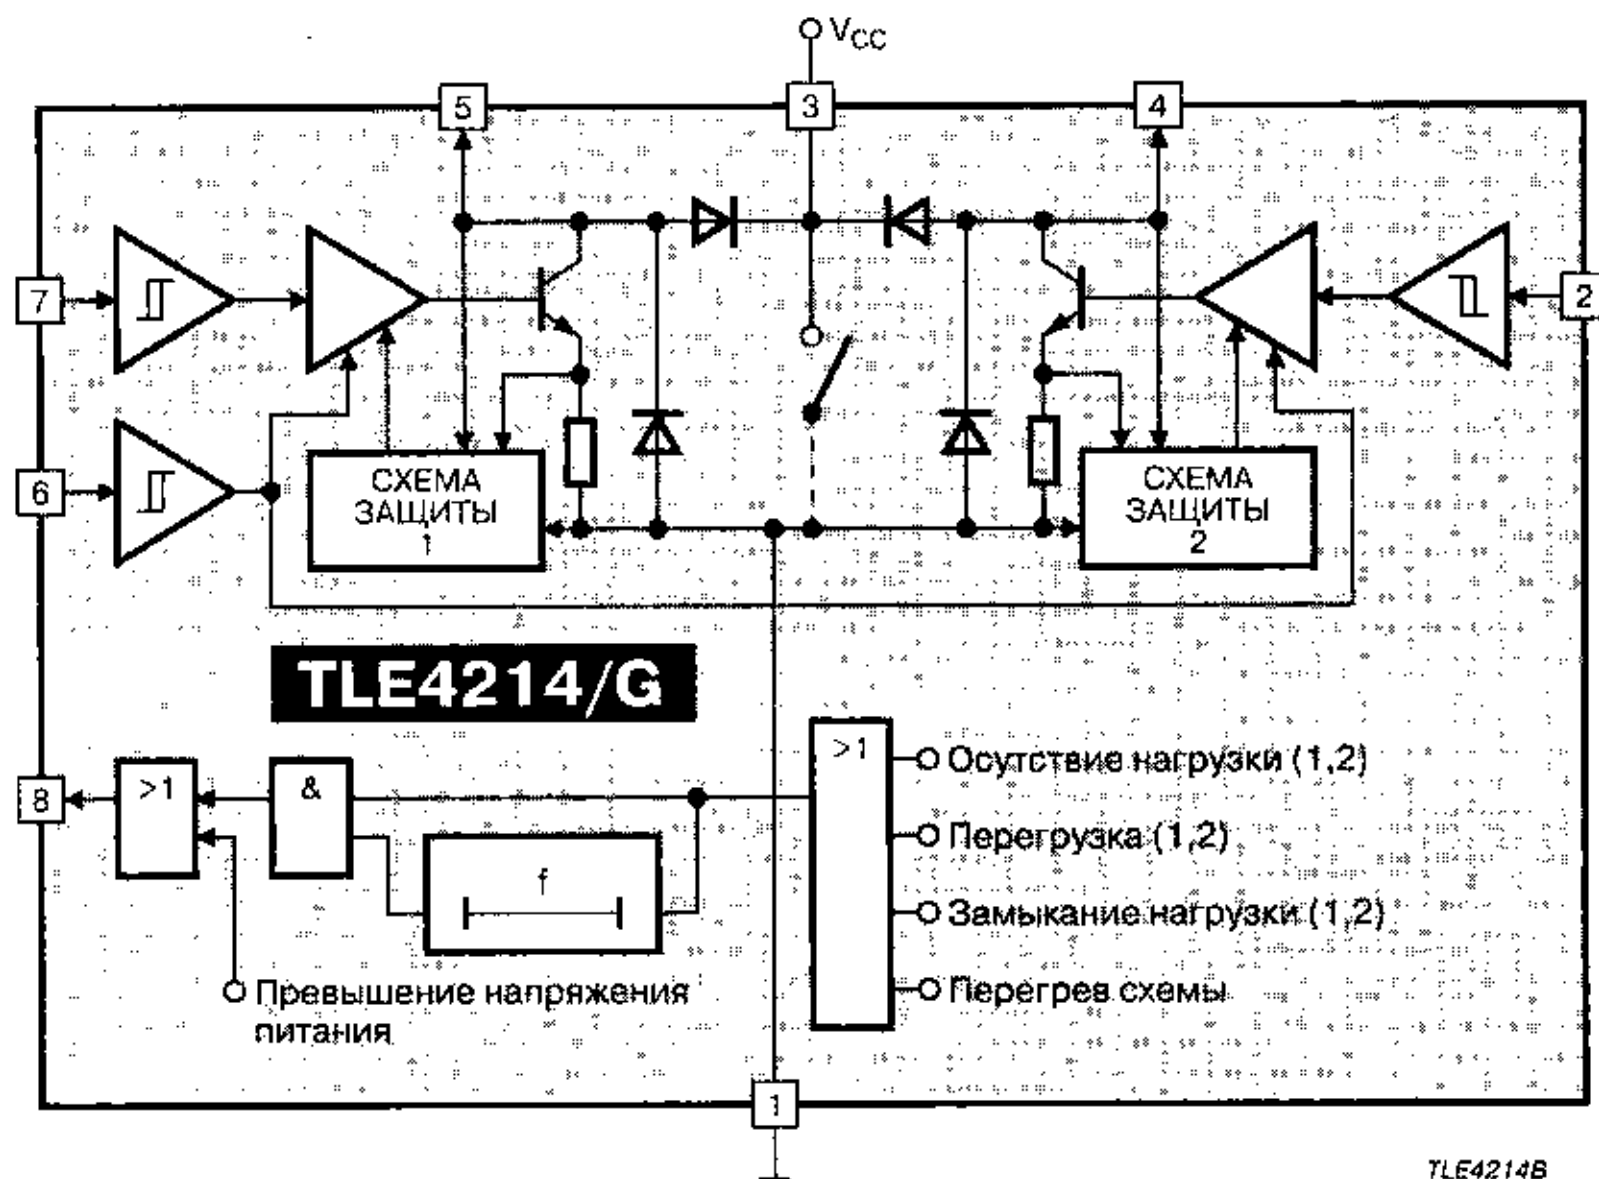 VCC
5
3
4
7
2
6
СХЕМА
ЗАЩИТЫ
1
СХЕМА
ЗАЩИТЫ
2
TLE4214/G
8
>1
&
f
>1
Осутствие нагрузки (1,2)
Перегрузка (1,2)
Замыкание нагрузки (1,2)
Перегрев схемы
Превышение напряжения
питания
1
TLE4214B